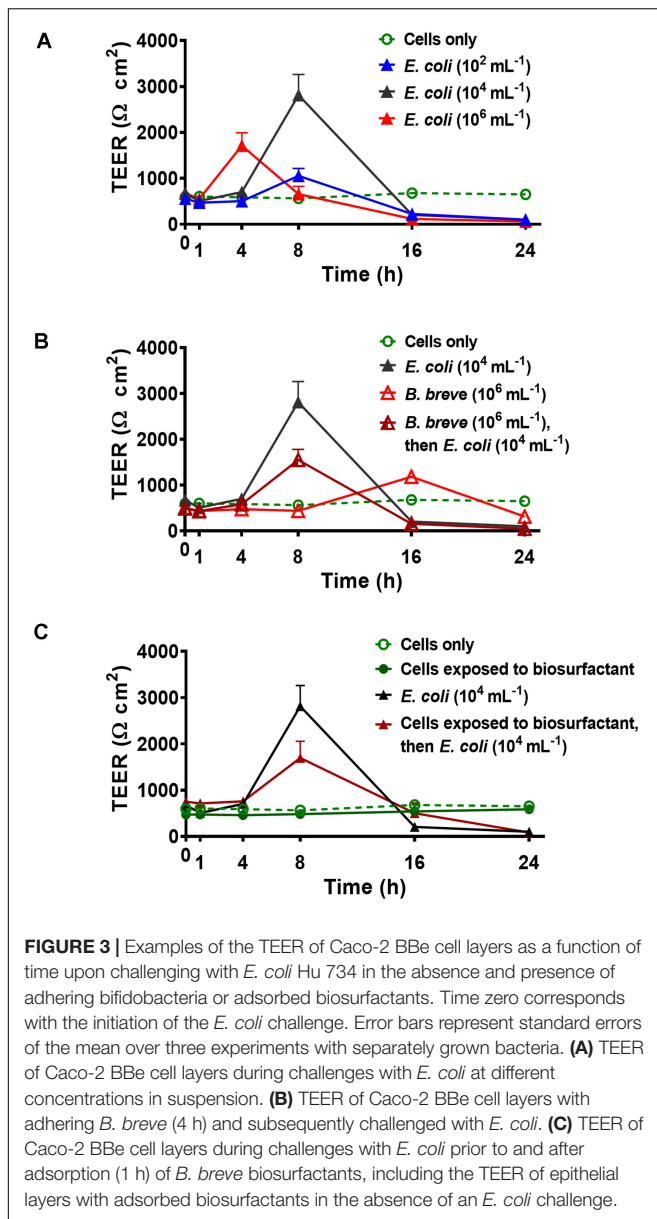 A
4000
3000
2000
1000
0
TEER (Ω cm²)
0 1 4 8 16 24
Time (h)
Cells only
E. coli (10² mL⁻¹)
E. coli (10⁴ mL⁻¹)
E. coli (10⁶ mL⁻¹)
B
4000
3000
2000
1000
0
TEER (Ω cm²)
0 1 4 8 16 24
Time (h)
Cells only
E. coli (10⁴ mL⁻¹)
B. breve (10⁶ mL⁻¹)
B. breve (10⁶ mL⁻¹),
then E. coli (10⁴ mL⁻¹)
C
4000
3000
2000
1000
0
TEER (Ω cm²)
0 1 4 8 16 24
Time (h)
Cells only
Cells exposed to biosurfactant
E. coli (10⁴ mL⁻¹)
Cells exposed to biosurfactant,
then E. coli (10⁴ mL⁻¹)
FIGURE 3 | Examples of the TEER of Caco-2 BBe cell layers as a function of
time upon challenging with E. coli Hu 734 in the absence and presence of
adhering bifidobacteria or adsorbed biosurfactants. Time zero corresponds
with the initiation of the E. coli challenge. Error bars represent standard errors
of the mean over three experiments with separately grown bacteria. (A) TEER
of Caco-2 BBe cell layers during challenges with E. coli at different
concentrations in suspension. (B) TEER of Caco-2 BBe cell layers with
adhering B. breve (4 h) and subsequently challenged with E. coli. (C) TEER of
Caco-2 BBe cell layers during challenges with E. coli prior to and after
adsorption (1 h) of B. breve biosurfactants, including the TEER of epithelial
layers with adsorbed biosurfactants in the absence of an E. coli challenge.